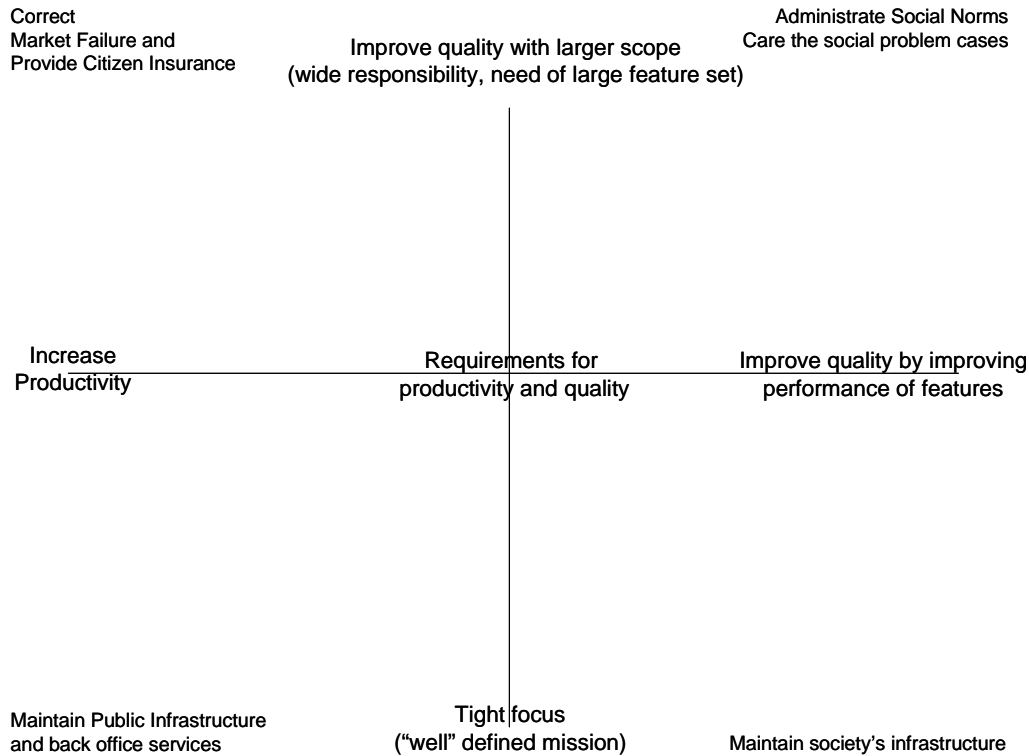 Correct
Market Failure and
Provide Citizen Insurance
Improve quality with larger scope
(wide responsibility, need of large feature set)
Administrate Social Norms
Care the social problem cases
Increase
Productivity
Requirements for
productivity and quality
Improve quality by improving
performance of features
Maintain Public Infrastructure
and back office services
Tight focus
(“well” defined mission)
Maintain society’s infrastructure